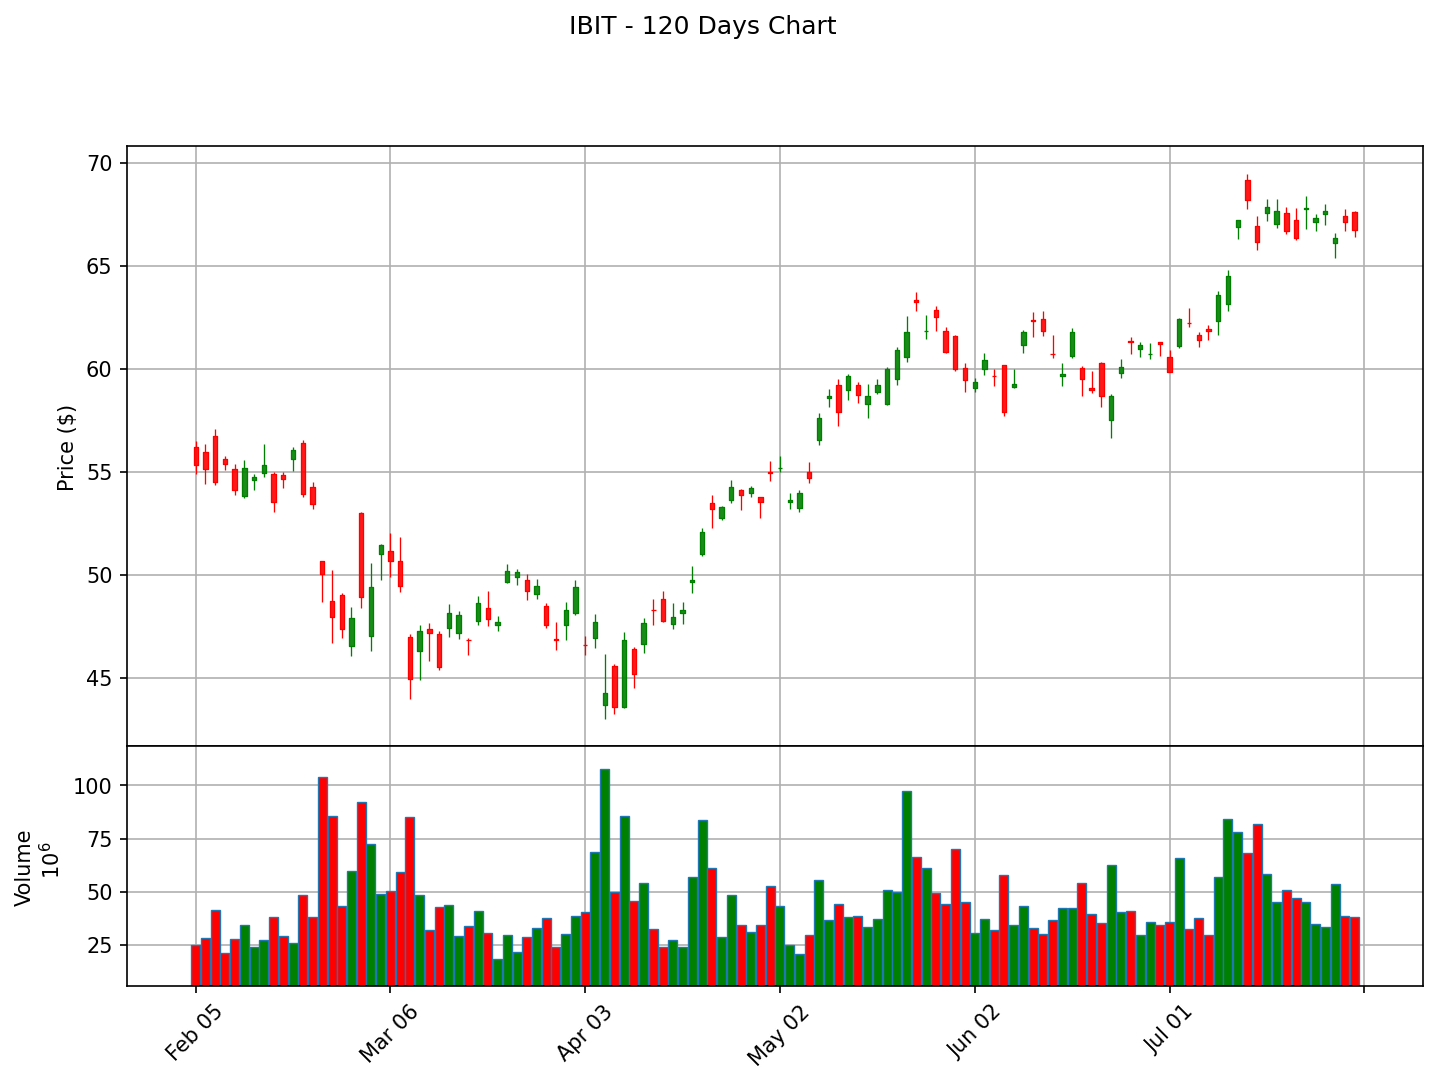 IBIT - 120 Days Chart
70
65
60
55
50
45
Price ($)
100
75
50
25
Volume
10⁶
Feb 05
Mar 06
Apr 03
May 02
Jun 02
Jul 01